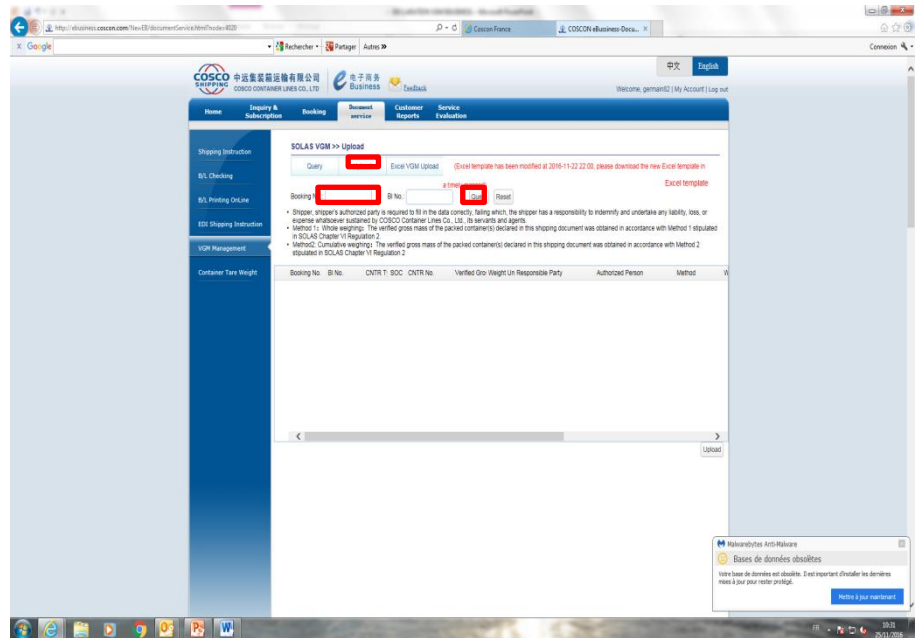 http://ebusiness.coscon.com/NewEB/documentService.html?node=4020
Coscon France
COSCON eBussiness-Docu... ×
x Google
Rechercher
Partager
Autres »
Connexion
中文
English
COSCO 中远集装箱运输有限公司
SHIPPING COSCO CONTAINER LINES CO., LTD
电子商务
Business
Feedback
Welcome, germain62 | My Account | Log out
Home
Inquiry & Subscription
Booking
Document service
Customer Reports
Service Evaluation
Shipping Instruction
B/L Checking
B/L Printing OnLine
EDI Shipping Instruction
VGM Management
Container Tare Weight
SOLAS VGM >> Upload
Query
Excel VGM Upload
(Excel template has been modified at 2016-11-22 22:03, please download the new Excel template in
a timely
Excel template
Booking N
Bl No.
Que
Reset
• Shipper, shipper's authorized party is required to fill in the data correctly, failing which, the shipper has a responsibility to indemnify and undertake any liability, loss, or
expense whatsoever sustained by COSCO Container Lines Co., Ltd., its servants and agents.
• Method 1: Whole weighing: The verified gross mass of the packed container(s) declared in this shipping document was obtained in accordance with Method 1 stipulated
in SOLAS Chapter VI Regulation 2.
• Method2: Cumulative weighing: The verified gross mass of the packed container(s) declared in this shipping document was obtained in accordance with Method 2
stipulated in SOLAS Chapter VI Regulation 2
Booking No. Bl No. CNTR T SOC CNTR No. Verified Gro Weight Un Responsible Party Authorized Person Method W
Upload
Malwarebytes Anti-Malware
Bases de données obsolètes
Votre base de données est obsolète. Il est important d'installer les dernières
mises à jour pour rester protégé.
Mettre à jour maintenant
FR
10:31
25/11/2016